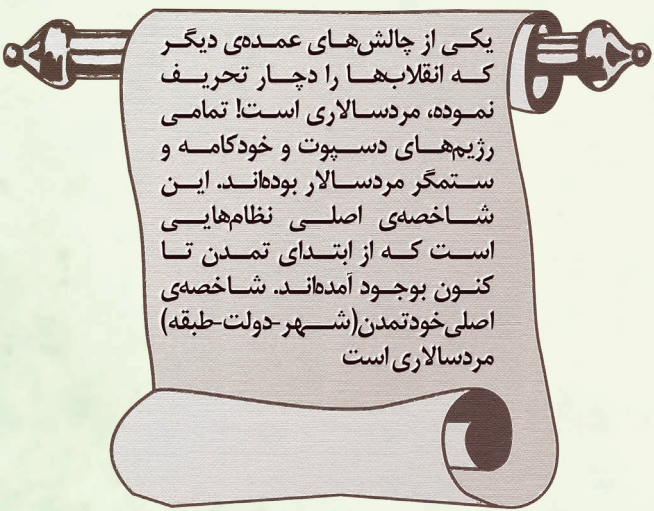 یکی از چالش‌های عمده‌ی دیگر
که انقلاب‌ها را دچار تحریف
نموده، مردسالاری است! تمامی
رژیم‌های دسپوت و خودکامه و
ستمگر مردسالار بوده‌اند. این
شاخصه‌ی اصلی نظام‌هایی
است که از ابتدای تمدن تا
کنون بوجود آمده‌اند. شاخصه‌ی
اصلی خودتمدن(شهر-دولت-طبقه)
مردسالاری است